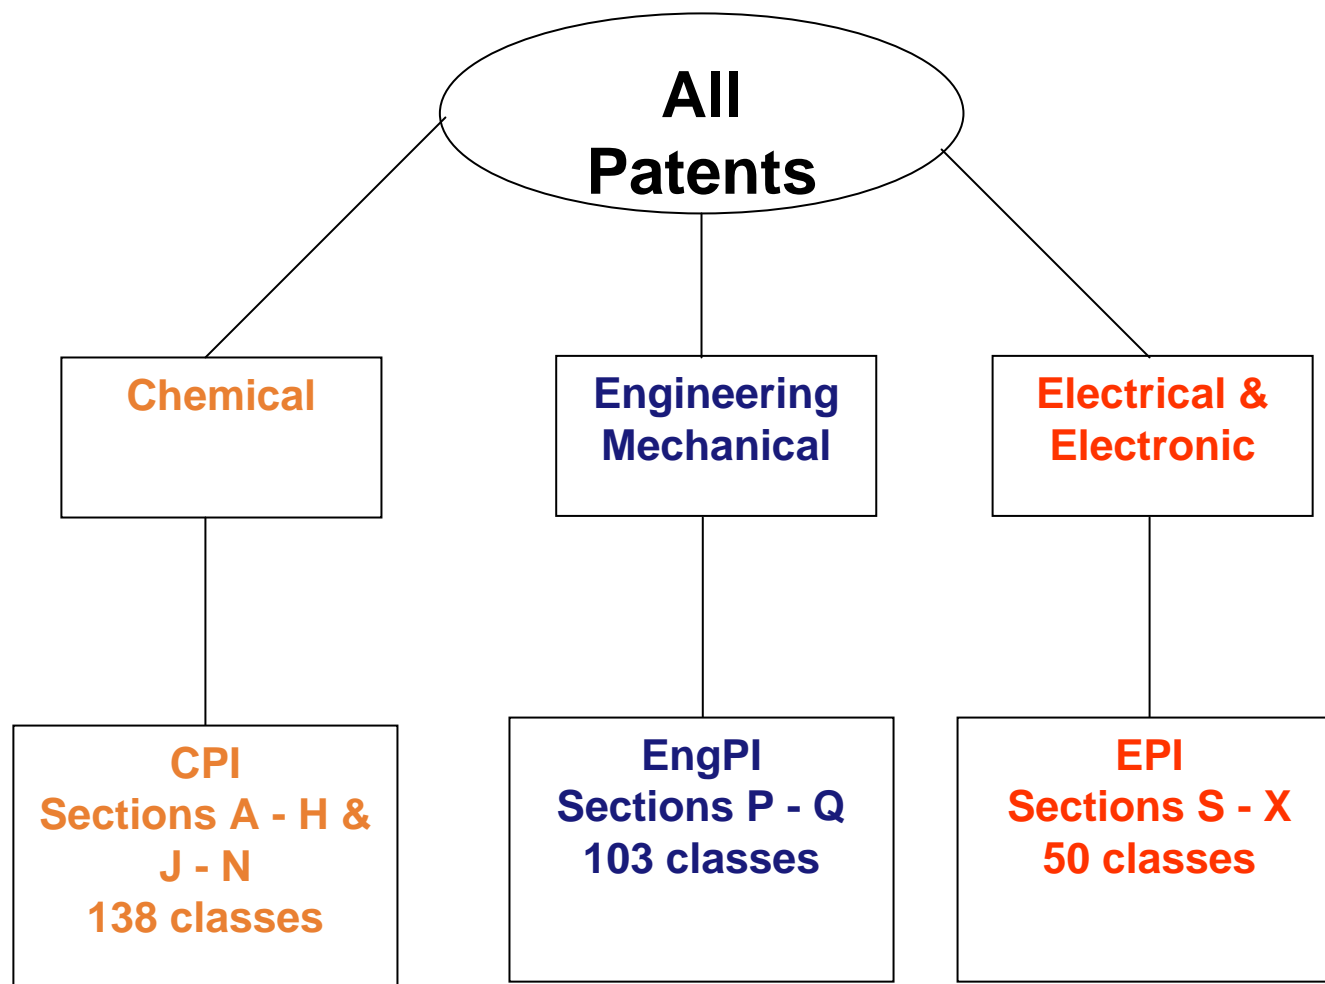 All
Patents
Chemical
Engineering
Mechanical
Electrical &
Electronic
CPI
Sections A - H &
J - N
138 classes
EngPI
Sections P - Q
103 classes
EPI
Sections S - X
50 classes